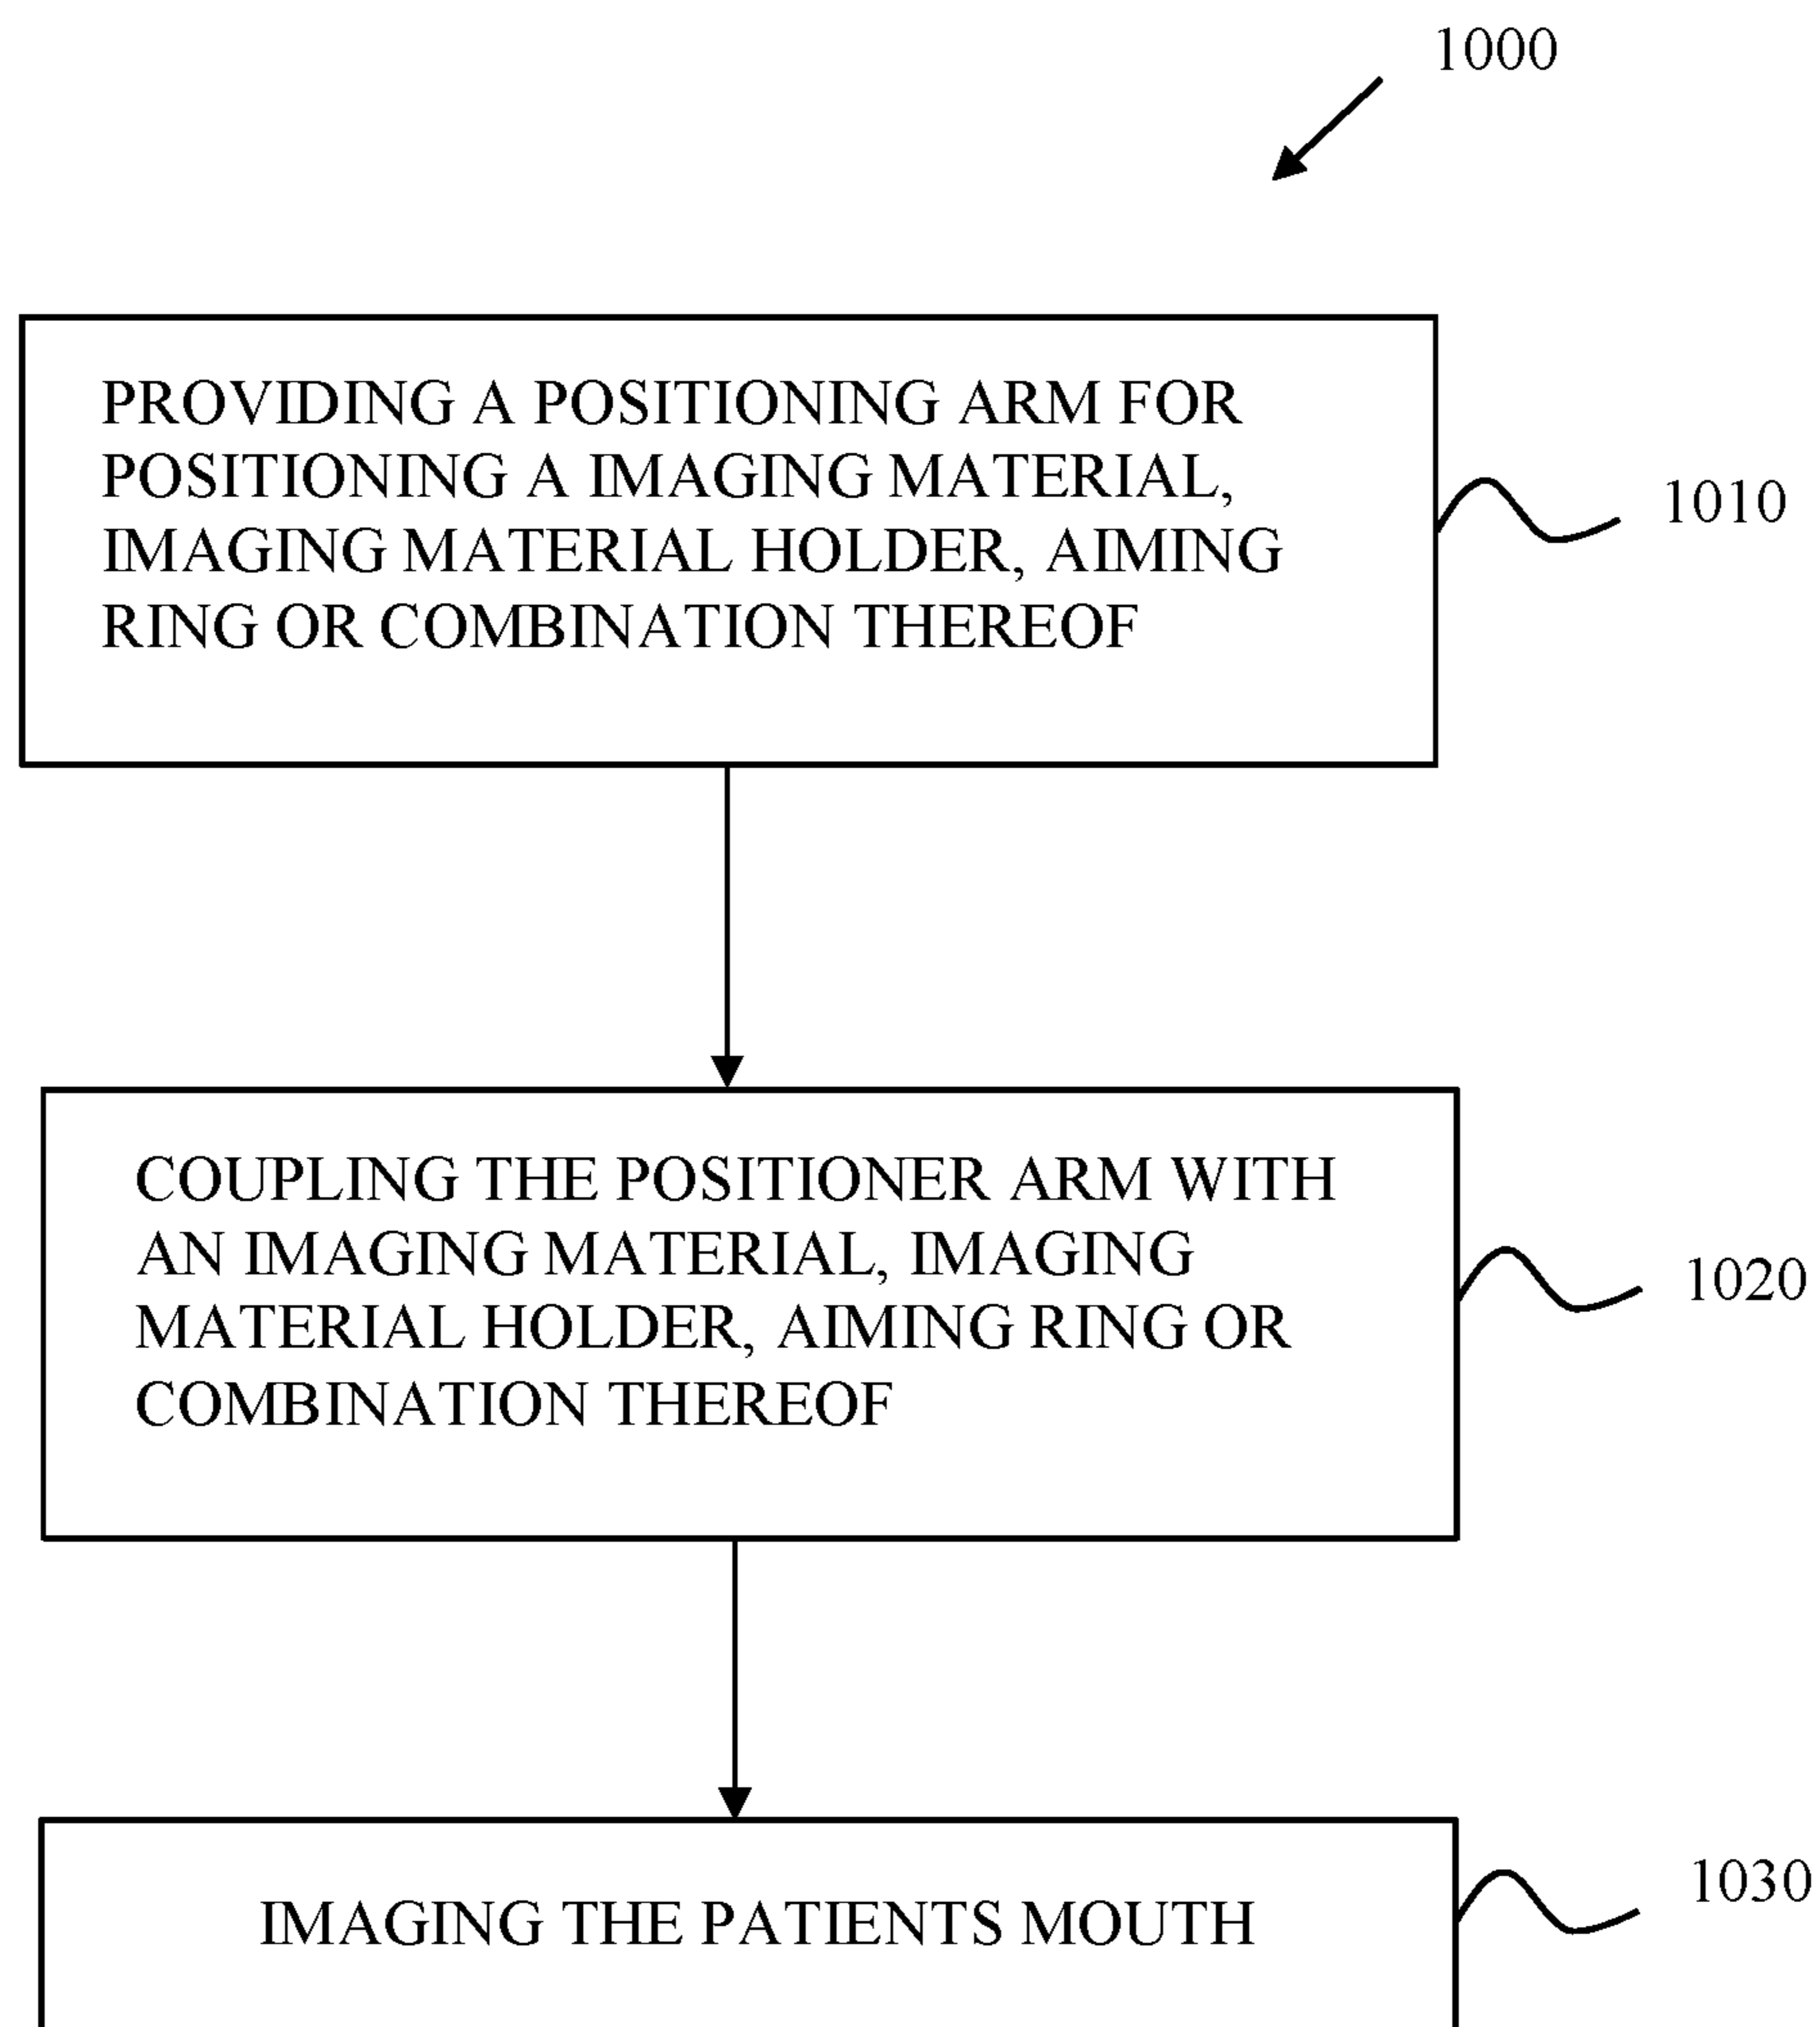 1000
PROVIDING A POSITIONING ARM FOR
POSITIONING A IMAGING MATERIAL,
IMAGING MATERIAL HOLDER, AIMING
RING OR COMBINATION THEREOF
1010
COUPLING THE POSITIONER ARM WITH
AN IMAGING MATERIAL, IMAGING
MATERIAL HOLDER, AIMING RING OR
COMBINATION THEREOF
1020
IMAGING THE PATIENTS MOUTH
1030